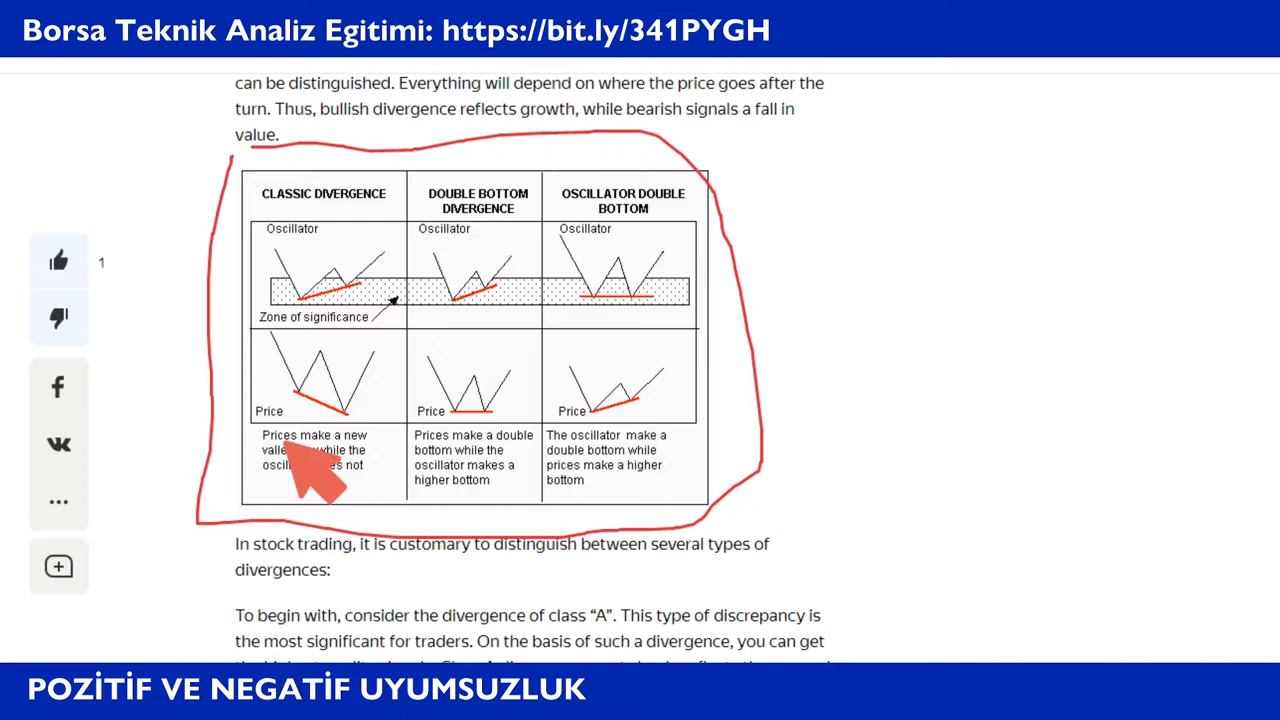 Borsa Teknik Analiz Egitimi: https://bit.ly/341PYGH
can be distinguished. Everything will depend on where the price goes after the
turn. Thus, bullish divergence reflects growth, while bearish signals a fall in
value.
CLASSIC DIVERGENCE
DOUBLE BOTTOM
DIVERGENCE
OSCILLATOR DOUBLE
BOTTOM
Oscillator
Oscillator
Oscillator
Zone of significance
Price
Price
Price
Prices make a new
while the
not
Prices make a double
bottom while the
oscillator makes a
higher bottom
The oscillator make a
double bottom while
prices make a higher
bottom
1
In stock trading, it is customary to distinguish between several types of
divergences:
To begin with, consider the divergence of class “A”. This type of discrepancy is
the most significant for traders. On the basis of such a divergence, you can get
POZİTİF VE NEGATİF UYUMSUZLUK